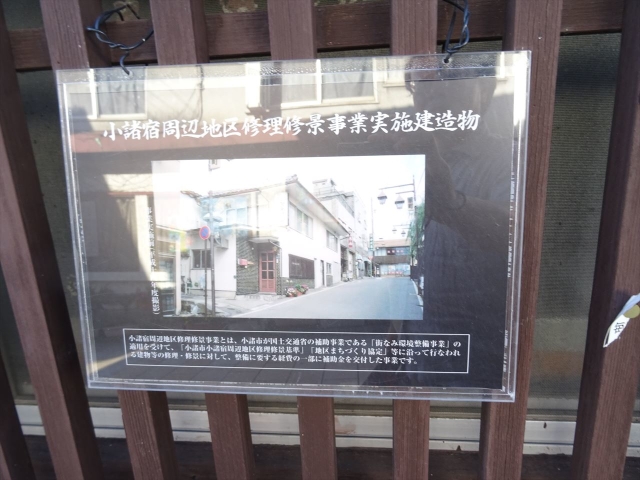 小諸宿周辺地区修理修景事業実施建造物
小諸宿周辺地区修理修景事業とは、小諸市が国土交通省の補助事業である「街なみ環境整備事業」の
適用を受けて、「小諸市小諸宿周辺地区修理修景基準」「地区まちづくり協定」等に沿って行なわれ
る建物等の修理・修景に対して、整備に要する経費の一部に補助金を交付した事業です。
毎